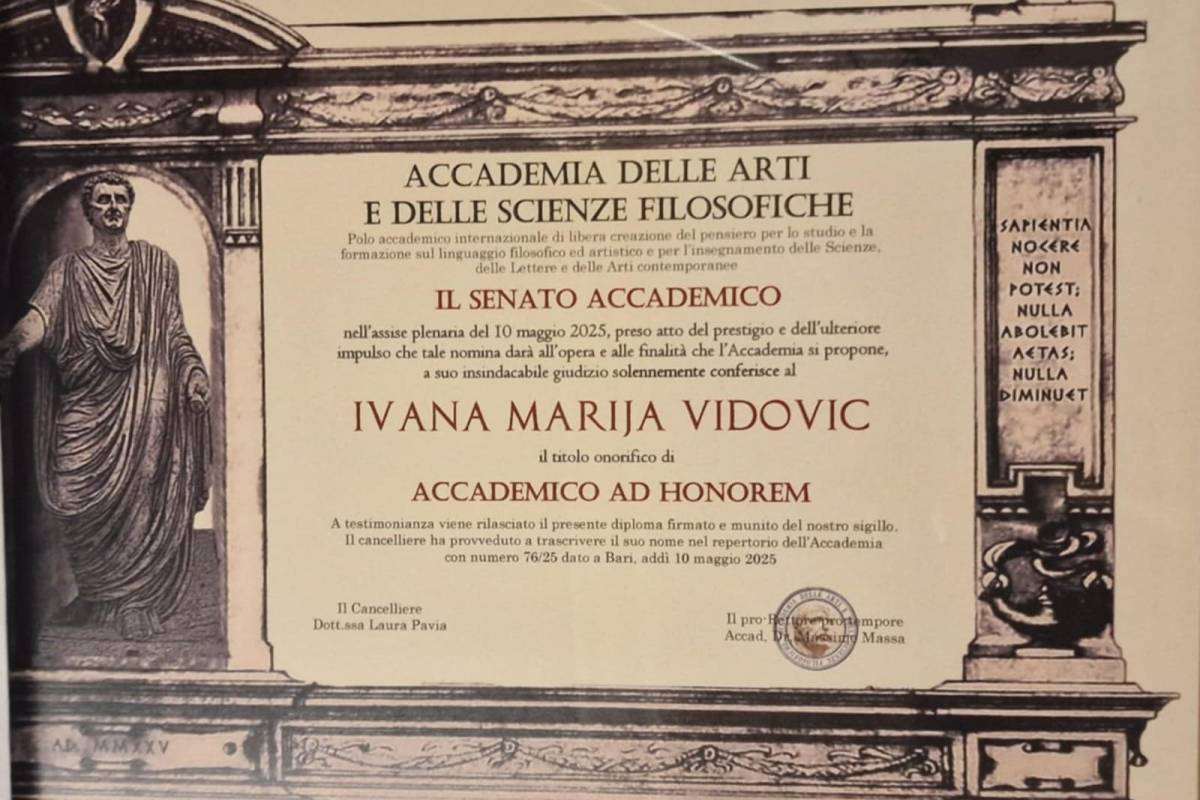 ACCADEMIA DELLE ARTI
E DELLE SCIENZE FILOSOFICHE
Polo accademico internazionale di libera creazione del pensiero per lo studio e la
formazione sul linguaggio filosofico ed artistico e per l'insegnamento delle Scienze,
delle Lettere e delle Arti contemporanee
IL SENATO ACCADEMICO
nell'assise plenaria del 10 maggio 2025, preso atto del prestigio e dell'ulteriore
impulso che tale nomina darà all'opera e alle finalità che l'Accademia si propone,
a suo insindacabile giudizio solennemente conferisce al
IVANA MARIJA VIDOVIC
il titolo onorifico di
ACCADEMICO AD HONOREM
A testimonianza viene rilasciato il presente diploma firmato e munito del nostro sigillo.
Il cancelliere ha provveduto a trascrivere il suo nome nel repertorio dell'Accademia
con numero 76/25 dato a Bari, addì 10 maggio 2025
Il Cancelliere
Dott.ssa Laura Pavia
Il pro-Rettore pro tempore
Accad. Dr. Massimo Massa
SAPIENTIA
NOCERE
NON
POTEST;
NULLA
ABOLEBIT
AETAS;
NULLA
DIMINUET
AD. MMXXV